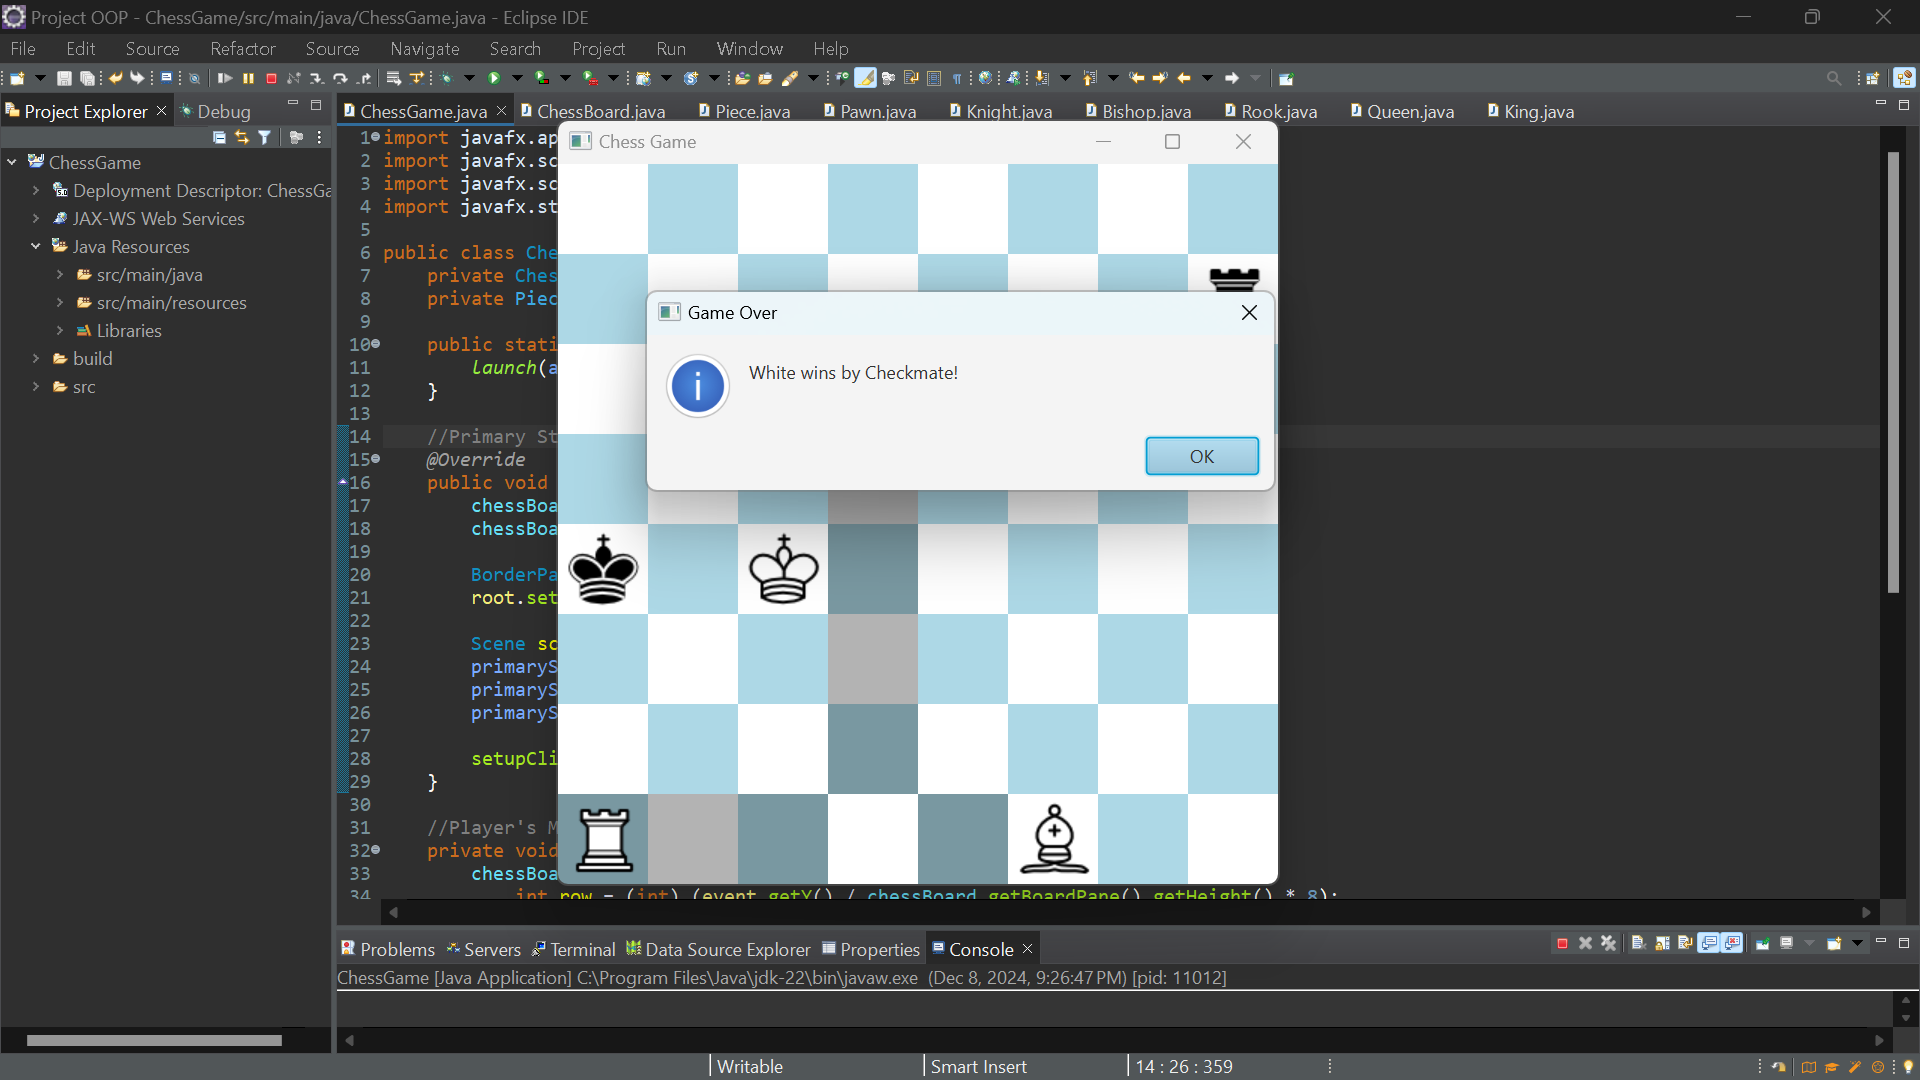 Project OOP - ChessGame/src/main/java/ChessGame.java - Eclipse IDE
File Edit Source Refactor Source Navigate Search Project Run Window Help
Project Explorer Debug
ChessGame.java ChessBoard.java Piece.java Pawn.java Knight.java Bishop.java Rook.java Queen.java King.java
ChessGame
Deployment Descriptor: ChessGa
JAX-WS Web Services
Java Resources
src/main/java
src/main/resources
Libraries
build
src
1 import javafx.ap
2 import javafx.sc
3 import javafx.sc
4 import javafx.st
5
6 public class Che
7 private Ches
8 private Piec
9
10 public stati
11 launch(a
12 }
13
14 //Primary St
15 @Override
16 public void
17 chessBoa
18 chessBoa
19
20 BorderPa
21 root.set
22
23 Scene sc
24 primaryS
25 primaryS
26 primaryS
27
28 setupCli
29 }
30
31 //Player's M
32 private void
33 chessBoa
34 int row = (int) (event.getY() / chessBoard.getBoardPane().getHeight() * 8);
Chess Game
Game Over
White wins by Checkmate!
OK
Problems Servers Terminal Data Source Explorer Properties Console
ChessGame [Java Application] C:\Program Files\Java\jdk-22\bin\javaw.exe (Dec 8, 2024, 9:26:47 PM) [pid: 11012]
Writable Smart Insert 14 : 26 : 359